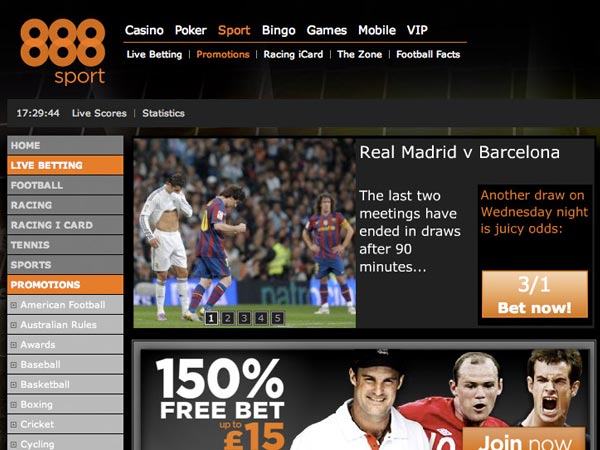 888
sport
Casino Poker Sport Bingo Games Mobile VIP
Live Betting | Promotions | Racing iCard | The Zone | Football Facts
17:29:44 Live Scores | Statistics
HOME
LIVE BETTING
FOOTBALL
RACING
RACING I CARD
TENNIS
SPORTS
PROMOTIONS
American Football
Australian Rules
Awards
Baseball
Basketball
Boxing
Cricket
Cycling
Real Madrid v Barcelona
The last two
meetings have
ended in draws
after 90
minutes...
Another draw on
Wednesday night
is juicy odds:
3/1
Bet now!
1 2 3 4 5
150%
FREE BET
up to
£15
10
Join now